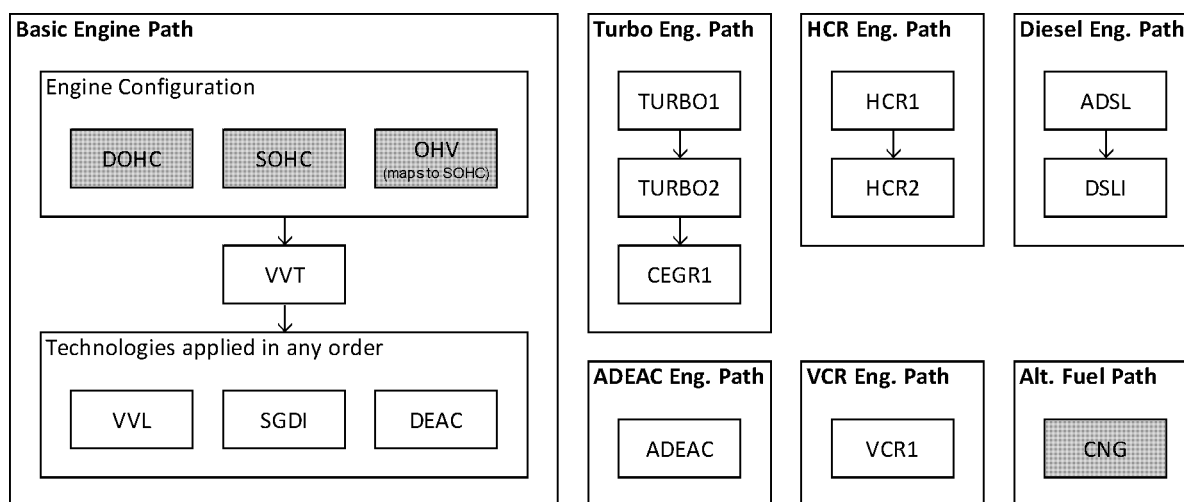 Basic Engine Path
Engine Configuration
DOHC
SOHC
OHV
(maps to SOHC)
VVT
Technologies applied in any order
VVL
SGDI
DEAC
Turbo Eng. Path
TURBO1
TURBO2
CEGR1
HCR Eng. Path
HCR1
HCR2
Diesel Eng. Path
ADSL
DSLI
ADEAC Eng. Path
ADEAC
VCR Eng. Path
VCR1
Alt. Fuel Path
CNG